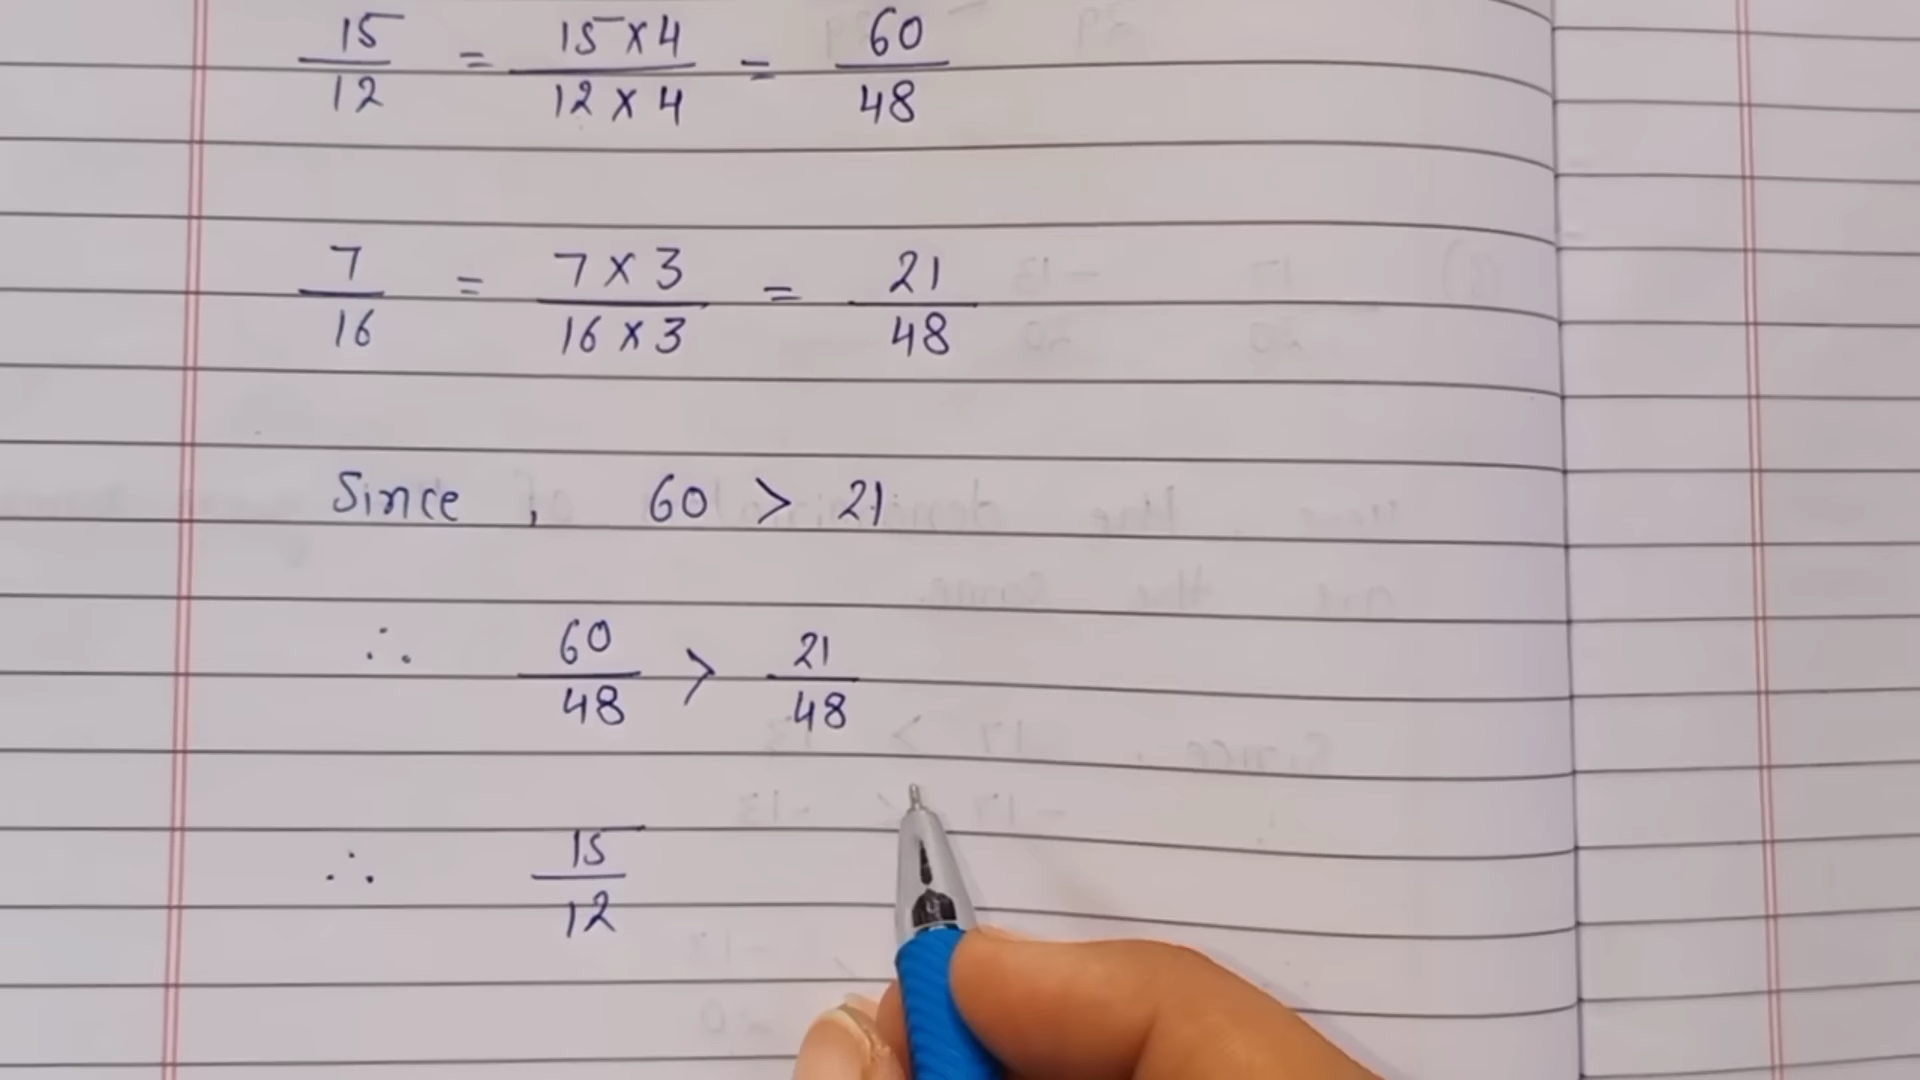 15/12 = 15×4/12×4 = 60/48
7/16 = 7×3/16×3 = 21/48
Since, 60 > 21
∴ 60/48 > 21/48
∴ 15/12